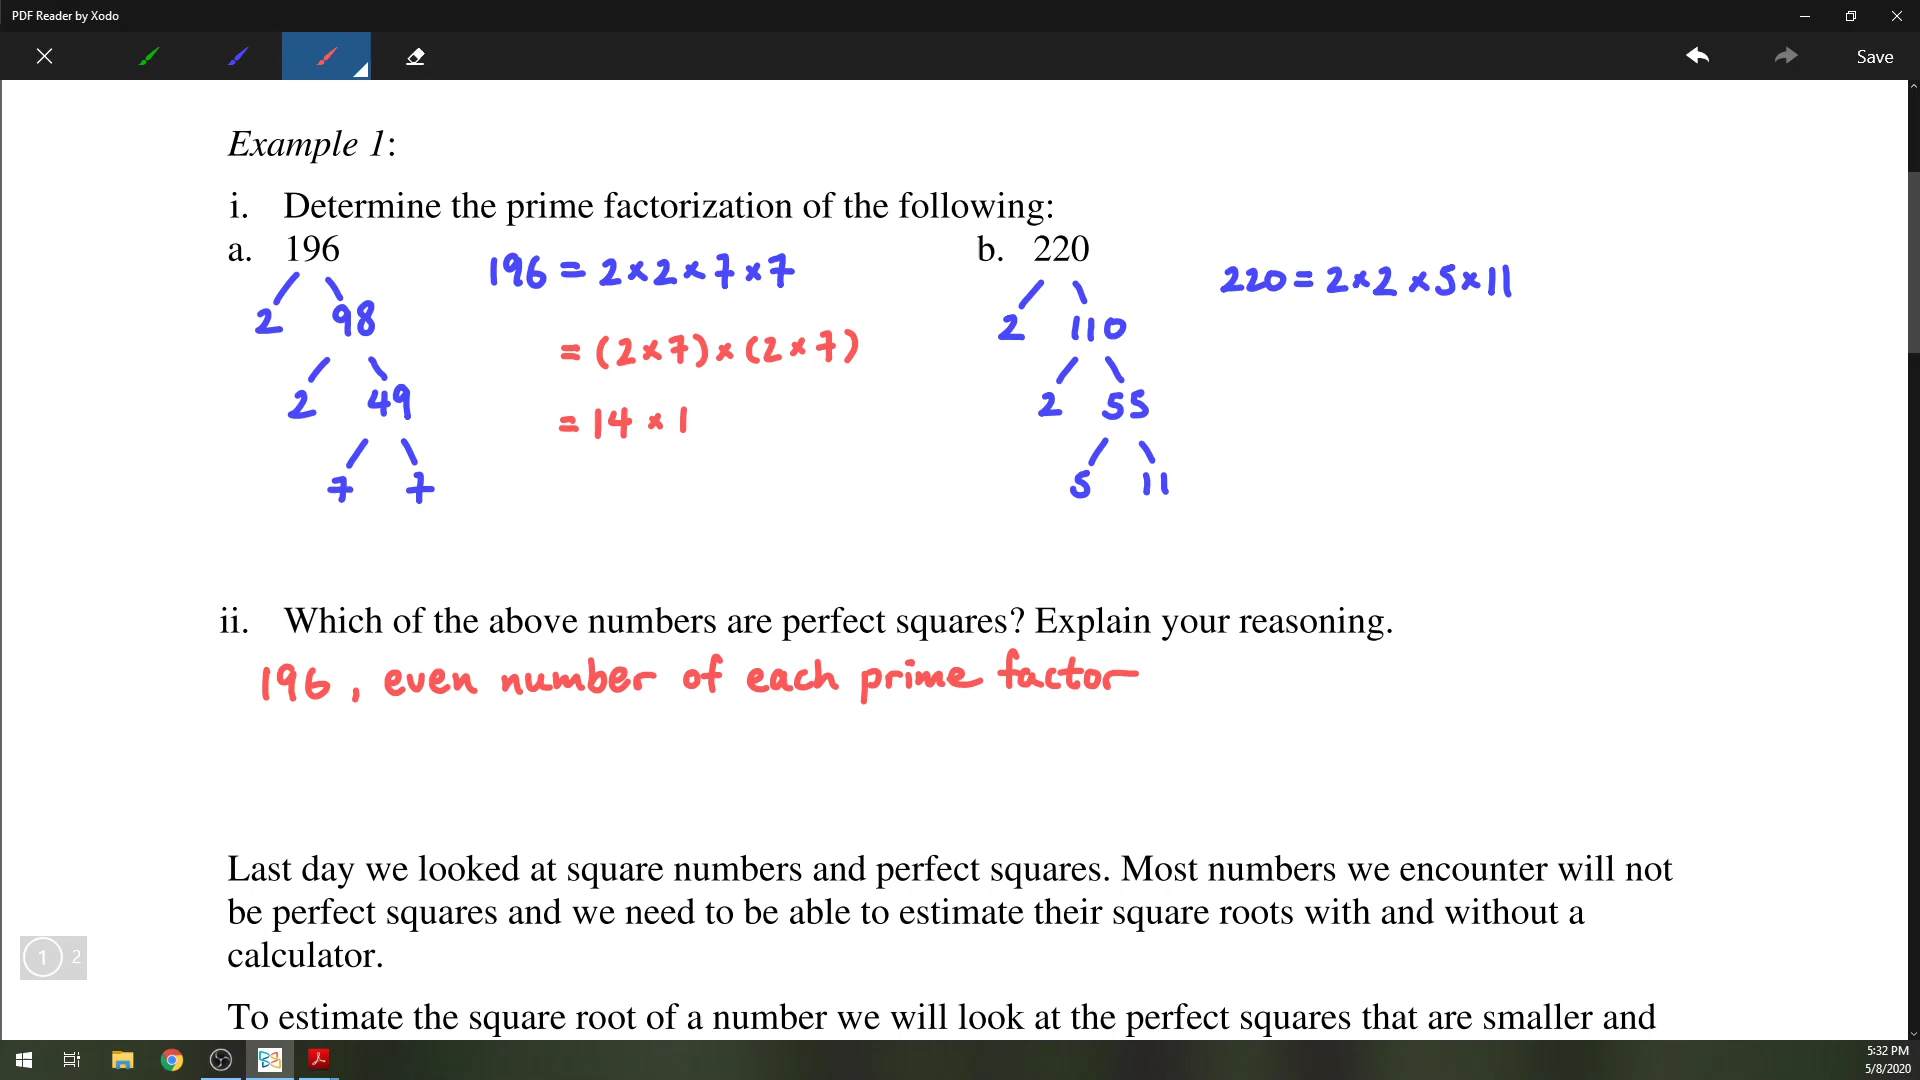 PDF Reader by Xodo
Save
Example 1:
i. Determine the prime factorization of the following:
a. 196
196 = 2 × 2 × 7 × 7
2 98
= (2 × 7) × (2 × 7)
2 49
= 14 × 1
7 7
b. 220
220 = 2 × 2 × 5 × 11
2 110
2 55
5 11
ii. Which of the above numbers are perfect squares? Explain your reasoning.
196, even number of each prime factor
Last day we looked at square numbers and perfect squares. Most numbers we encounter will not
be perfect squares and we need to be able to estimate their square roots with and without a
calculator.
1 2
To estimate the square root of a number we will look at the perfect squares that are smaller and
5:32 PM
5/8/2020